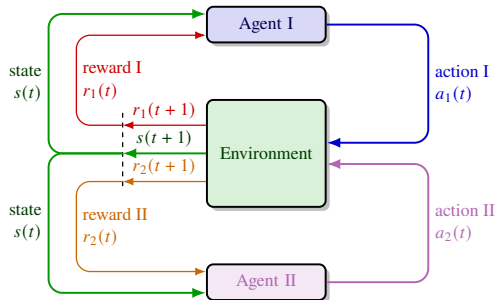 Agent I
state
s(t)
reward I
r₁(t)
action I
a₁(t)
r₁(t + 1)
s(t + 1)
r₂(t + 1)
Environment
state
s(t)
reward II
r₂(t)
action II
a₂(t)
Agent II